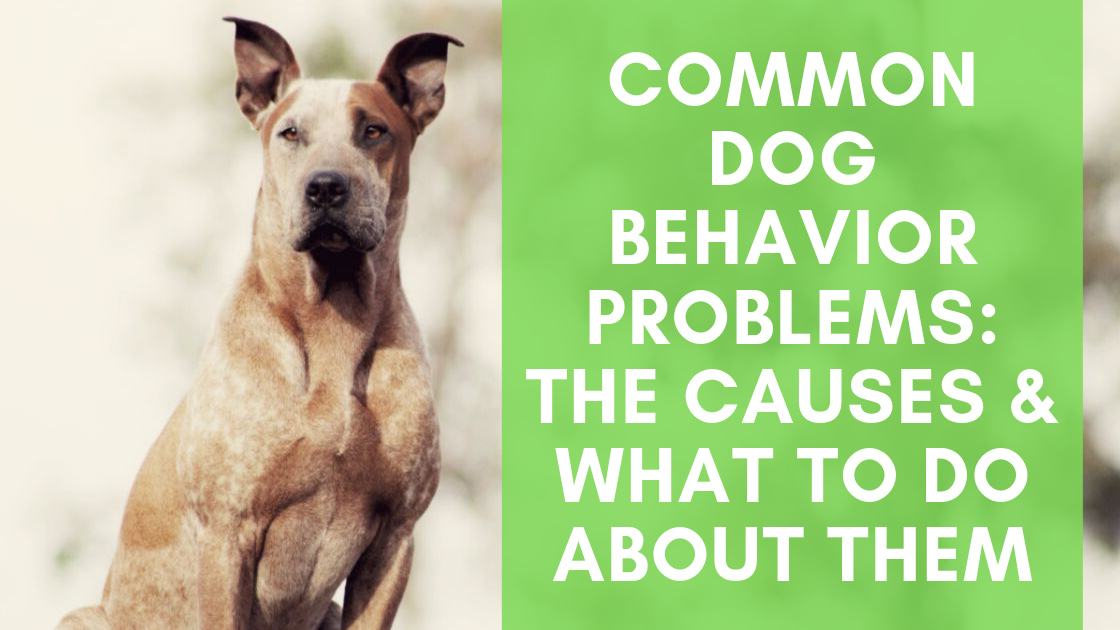 COMMON
DOG
BEHAVIOR
PROBLEMS:
THE CAUSES &
WHAT TO DO
ABOUT THEM